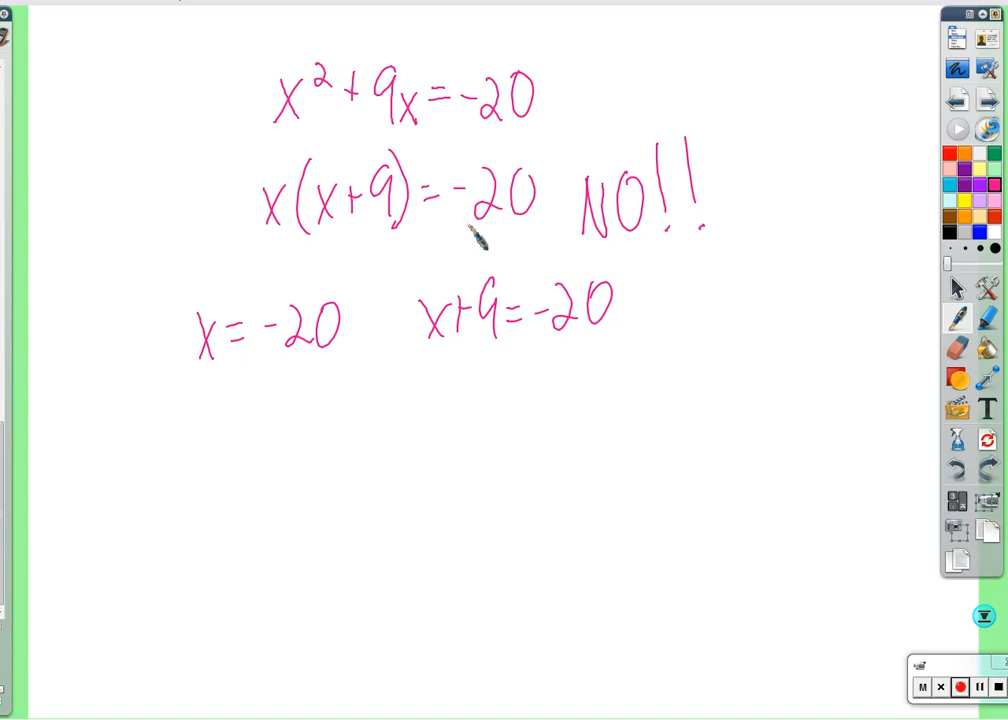 x² + 9x = -20
x(x+9) = -20 NO!!
x = -20 x+9 = -20
T
M